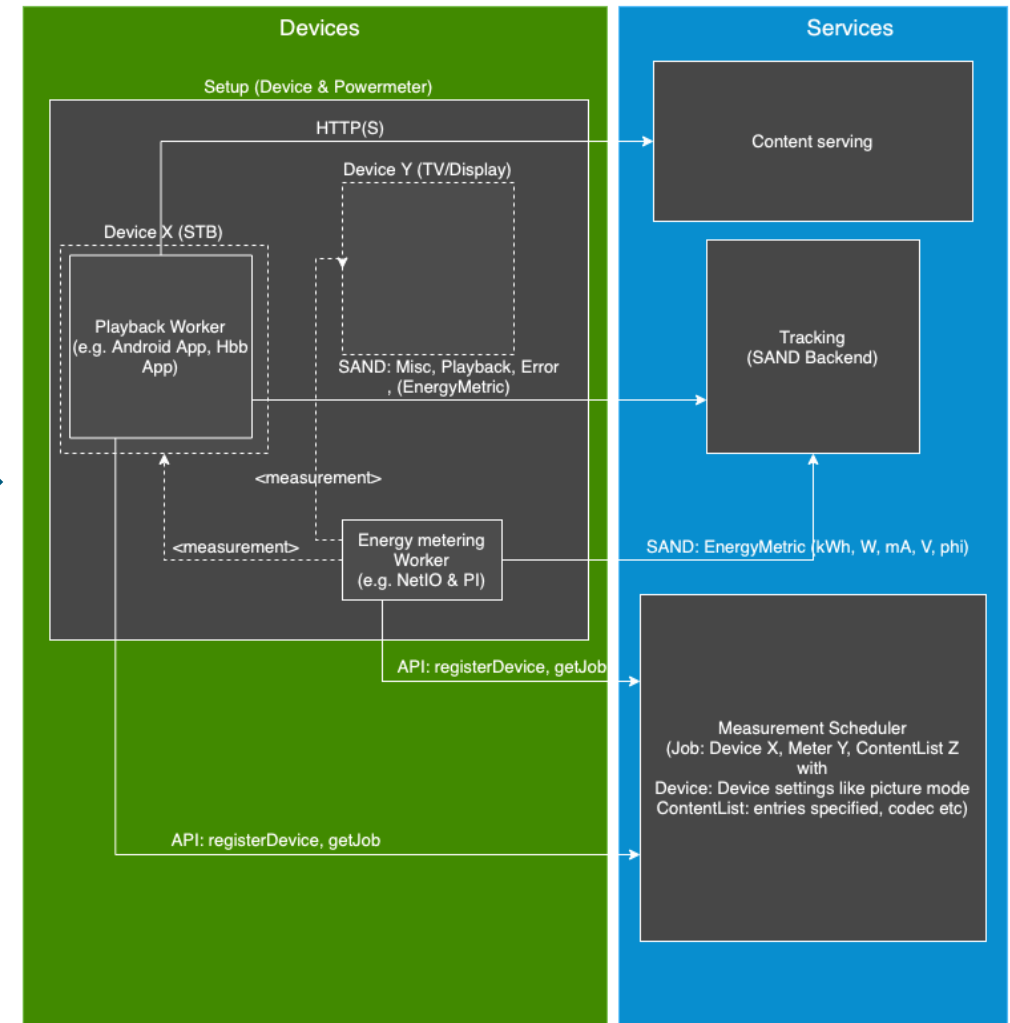 Devices
Services
Setup (Device & Powermeter)
HTTP(S)
Content serving
Device Y (TV/Display)
Device X (STB)
Playback Worker
(e.g. Android App, Hbb
App)
Tracking
(SAND Backend)
SAND: Misc, Playback, Error
, (EnergyMetric)
<measurement>
<measurement>
Energy metering
Worker
(e.g. NetIO & PI)
SAND: EnergyMetric (kWh, W, mA, V, phi)
API: registerDevice, getJob
Measurement Scheduler
(Job: Device X, Meter Y, ContentList Z
with
Device: Device settings like picture mode
ContentList: entries specified, codec etc)
API: registerDevice, getJob